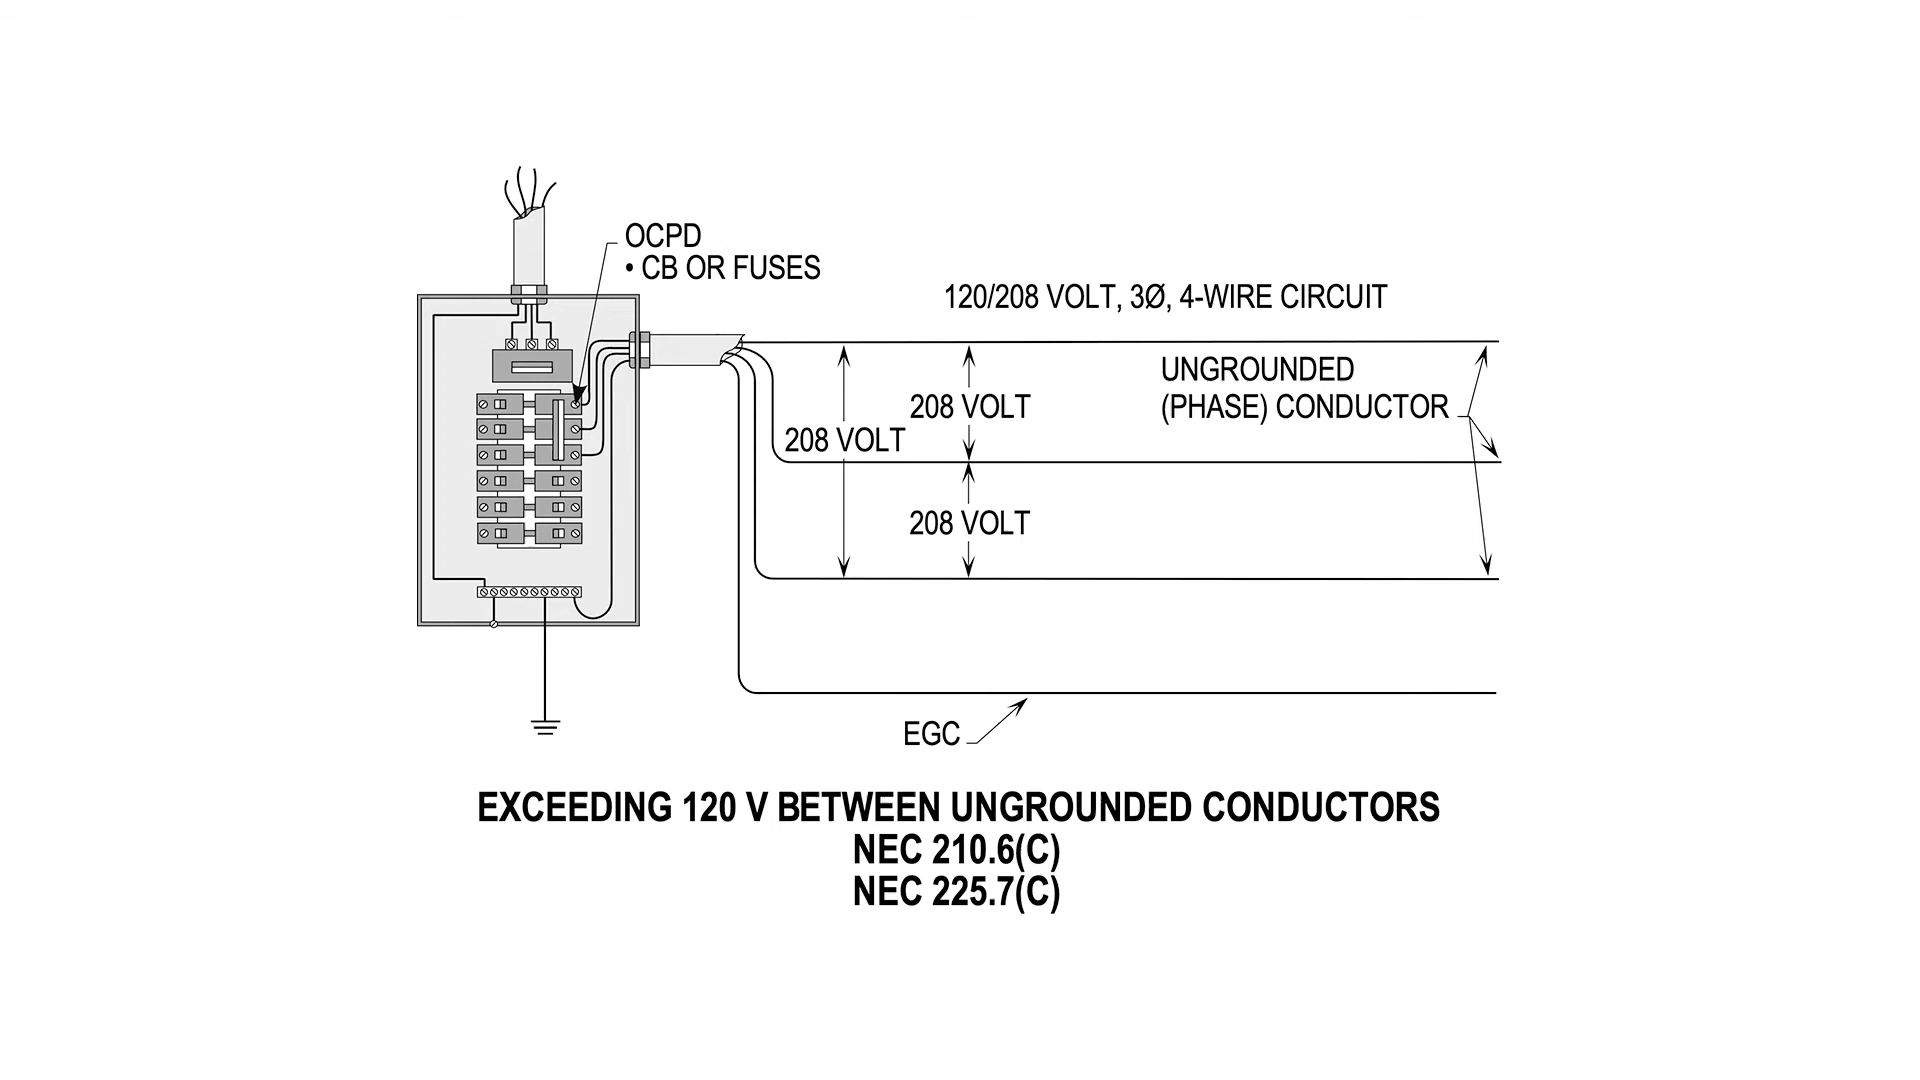 OCPD
• CB OR FUSES
120/208 VOLT, 3Ø, 4-WIRE CIRCUIT
UNGROUNDED
(PHASE) CONDUCTOR
208 VOLT
208 VOLT
208 VOLT
EGC
EXCEEDING 120 V BETWEEN UNGROUNDED CONDUCTORS
NEC 210.6(C)
NEC 225.7(C)